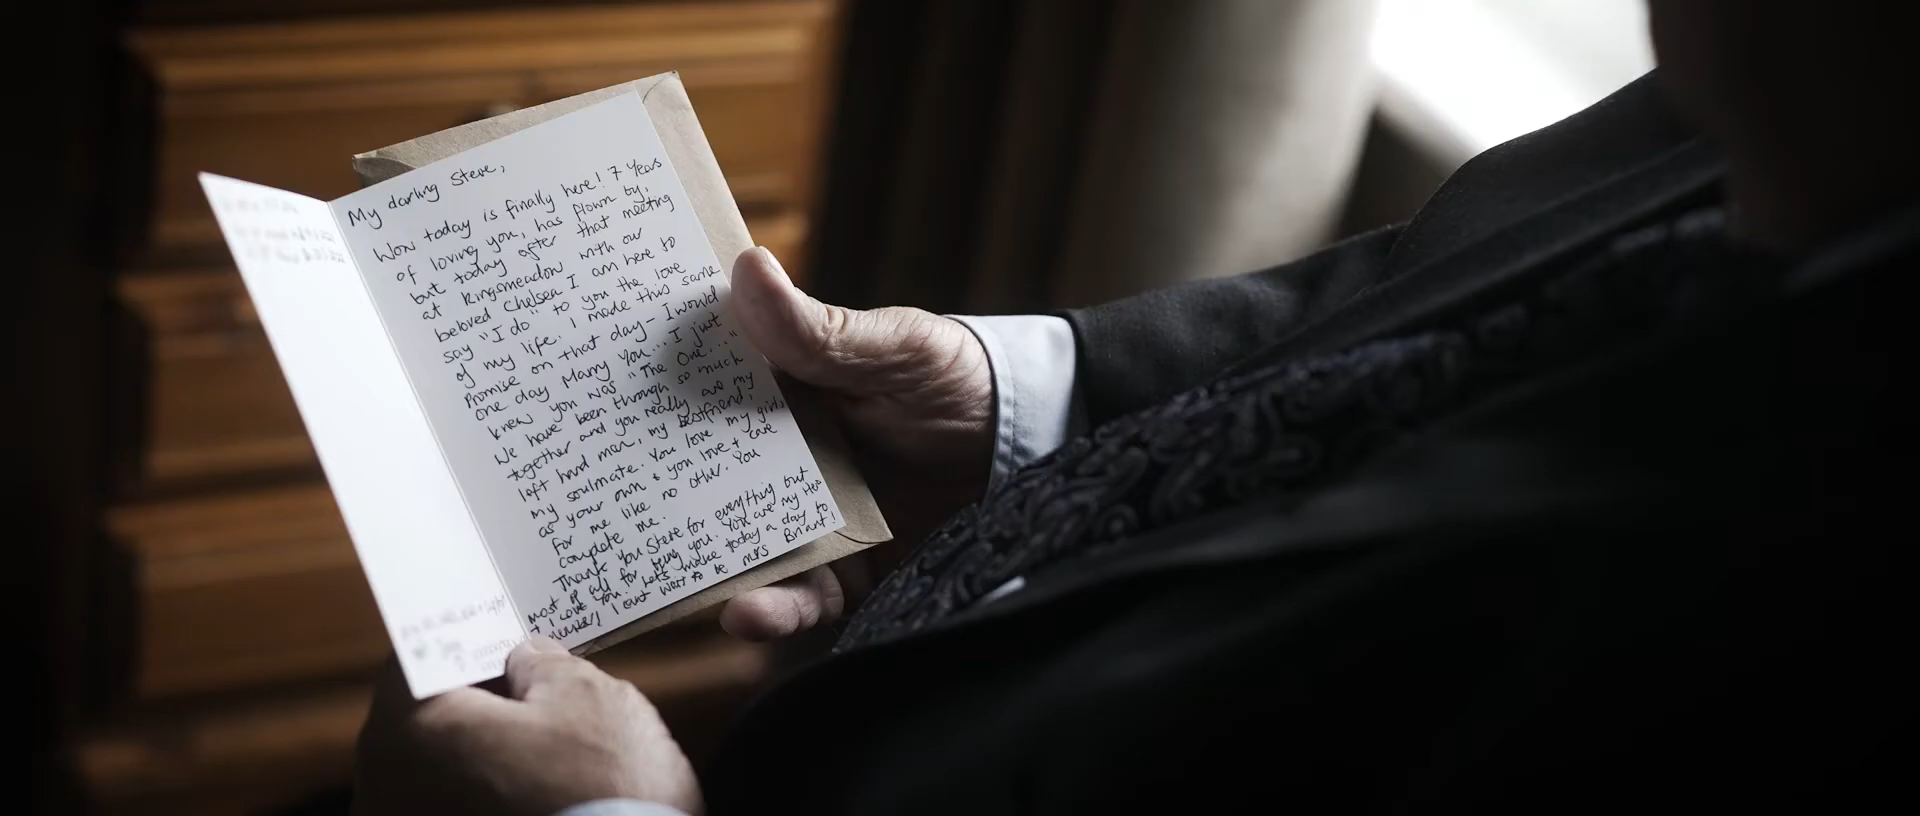 My darling Steve,
Wow today is finally here! 7 Years
of loving you, has flown by,
but today after that meeting
at Kingsmeadow with our
beloved Chelsea I am here to
say "I do" to you the love
of my life. I made this same
promise on that day - I would
one day Marry You... I just
knew you was "The One..."
We have been through so much
together and you really are my
left hand man, my bestfriend,
my soulmate. You love my girls
as your own & you love & care
for me like no other. You
complete me.
Thank You Steve for everything but
most of all for being you. You are my
+ I Love You. Lets make today a day to
I cant wait to be Mrs Briant!